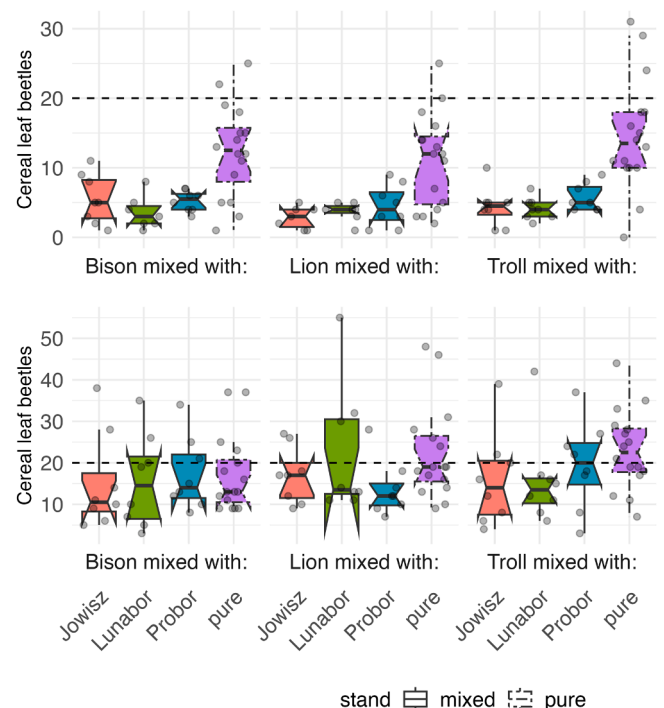 Cereal leaf beetles
30
20
10
0
Bison mixed with: Lion mixed with: Troll mixed with:
Cereal leaf beetles
50
40
30
20
10
Bison mixed with: Lion mixed with: Troll mixed with:
Jowisz Lunabor Probor pure Jowisz Lunabor Probor pure Jowisz Lunabor Probor pure
stand mixed pure